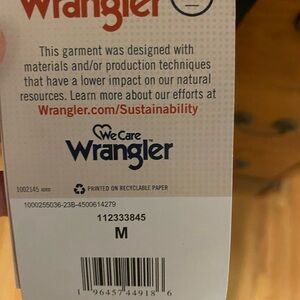 Wrangler
This garment was designed with
materials and/or production techniques
that have a lower impact on our natural
resources. Learn more about our efforts at
Wrangler.com/Sustainability
We Care
Wrangler™
1002145
PRINTED ON RECYCLABLE PAPER
1000255036-23B-4500614279
112333845
M
1 96457 44918 6